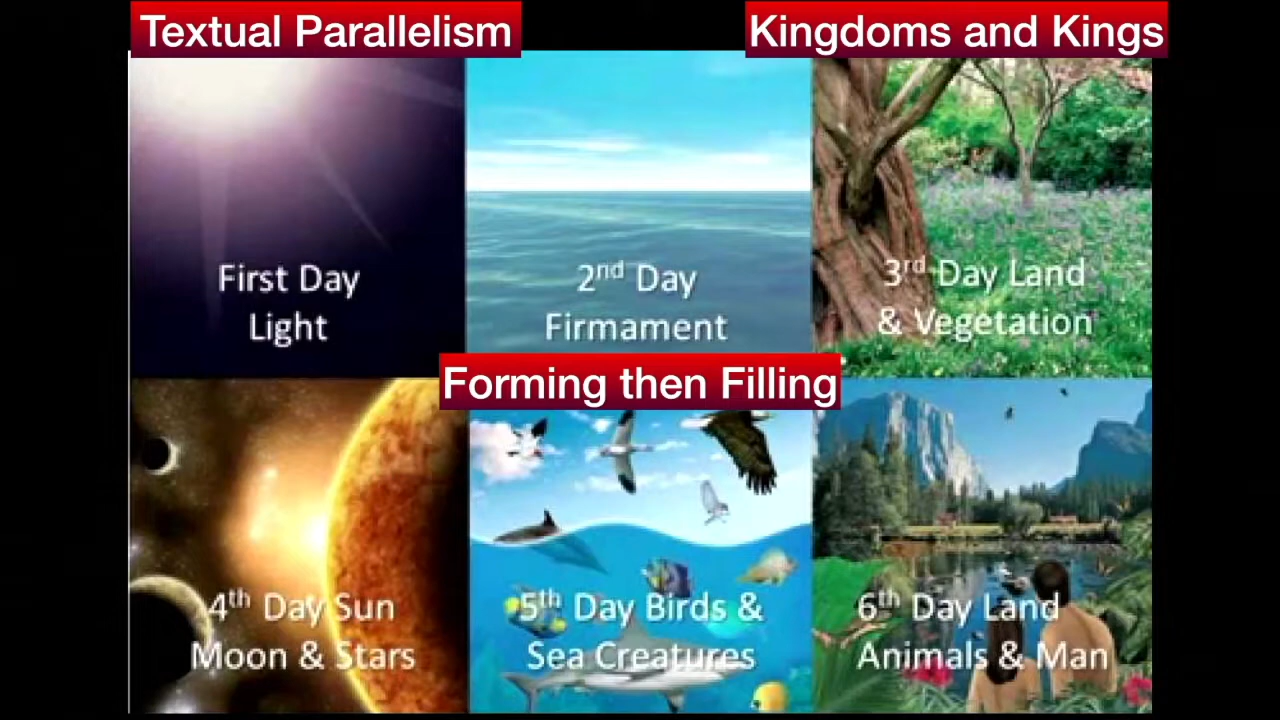 Textual Parallelism
Kingdoms and Kings
First Day
Light
2nd Day
Firmament
3rd Day Land
& Vegetation
Forming then Filling
4th Day Sun
Moon & Stars
5th Day Birds &
Sea Creatures
6th Day Land
Animals & Man